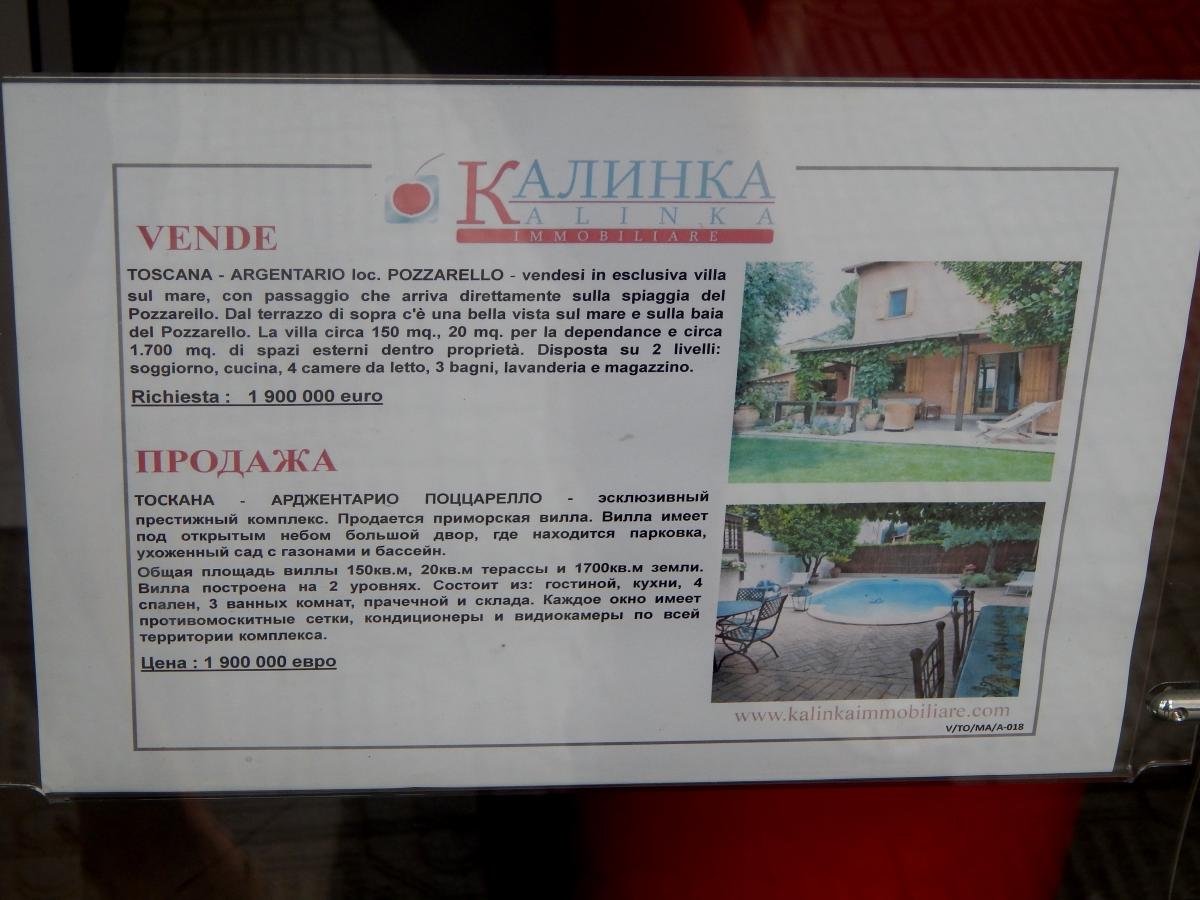 КАЛИНКА
KALINKA
IMMOBILIARE
VENDE
TOSCANA - ARGENTARIO loc. POZZARELLO - vendesi in esclusiva villa
sul mare, con passaggio che arriva direttamente sulla spiaggia del
Pozzarello. Dal terrazzo di sopra c'è una bella vista sul mare e sulla baia
del Pozzarello. La villa circa 150 mq., 20 mq. per la dependance e circa
1.700 mq. di spazi esterni dentro proprietà. Disposta su 2 livelli:
soggiorno, cucina, 4 camere da letto, 3 bagni, lavanderia e magazzino.
Richiesta : 1 900 000 euro
ПРОДАЖА
ТОСКАНА - АРДЖЕНТАРИО ПОЦЦАРЕЛЛО - эсклюзивный
престижный комплекс. Продается приморская вилла. Вилла имеет
под открытым небом большой двор, где находится парковка,
ухоженный сад с газонами и бассейн.
Общая площадь виллы 150кв.м, 20кв.м терассы и 1700кв.м земли.
Вилла построена на 2 уровнях. Состоит из: гостиной, кухни, 4
спален, 3 ванных комнат, прачечной и склада. Каждое окно имеет
противомоскитные сетки, кондиционеры и видиокамеры по всей
территории комплекса.
Цена : 1 900 000 евро
www.kalinkaimmobiliare.com
V/TO/MA/A-018